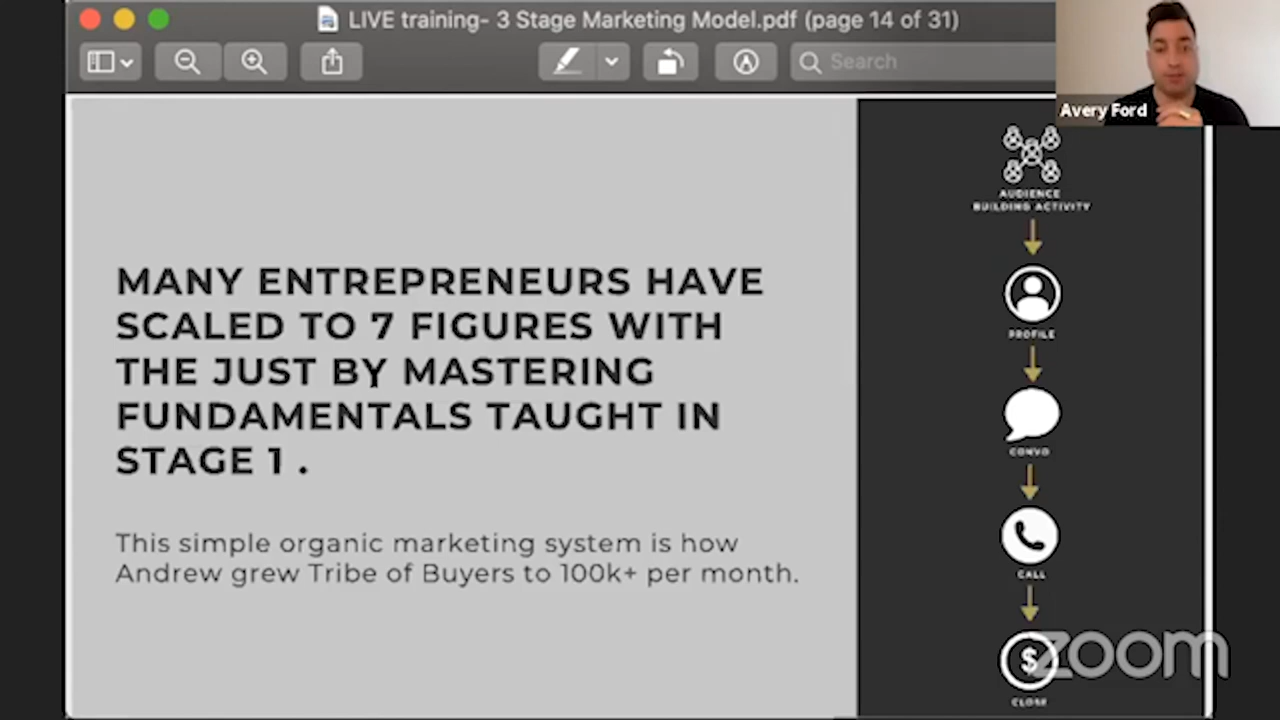 LIVE training- 3 Stage Marketing Model.pdf (page 14 of 31)
Search
Avery Ford
MANY ENTREPRENEURS HAVE
SCALED TO 7 FIGURES WITH
THE JUST BY MASTERING
FUNDAMENTALS TAUGHT IN
STAGE 1 .
This simple organic marketing system is how
Andrew grew Tribe of Buyers to 100k+ per month.
AUDIENCE
BUILDING ACTIVITY
PROFILE
CONVO
CALL
$
CLOSE
zoom